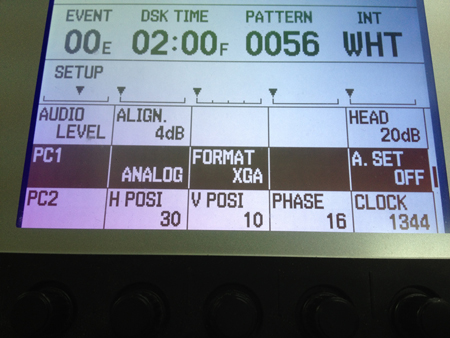 EVENT DSK TIME PATTERN INT
00E 02:00F 0056 WHT
SETUP
AUDIO LEVEL ALIGN. 4dB HEAD 20dB
PC1 ANALOG FORMAT XGA A. SET OFF
PC2 H POSI 30 V POSI 10 PHASE 16 CLOCK 1344